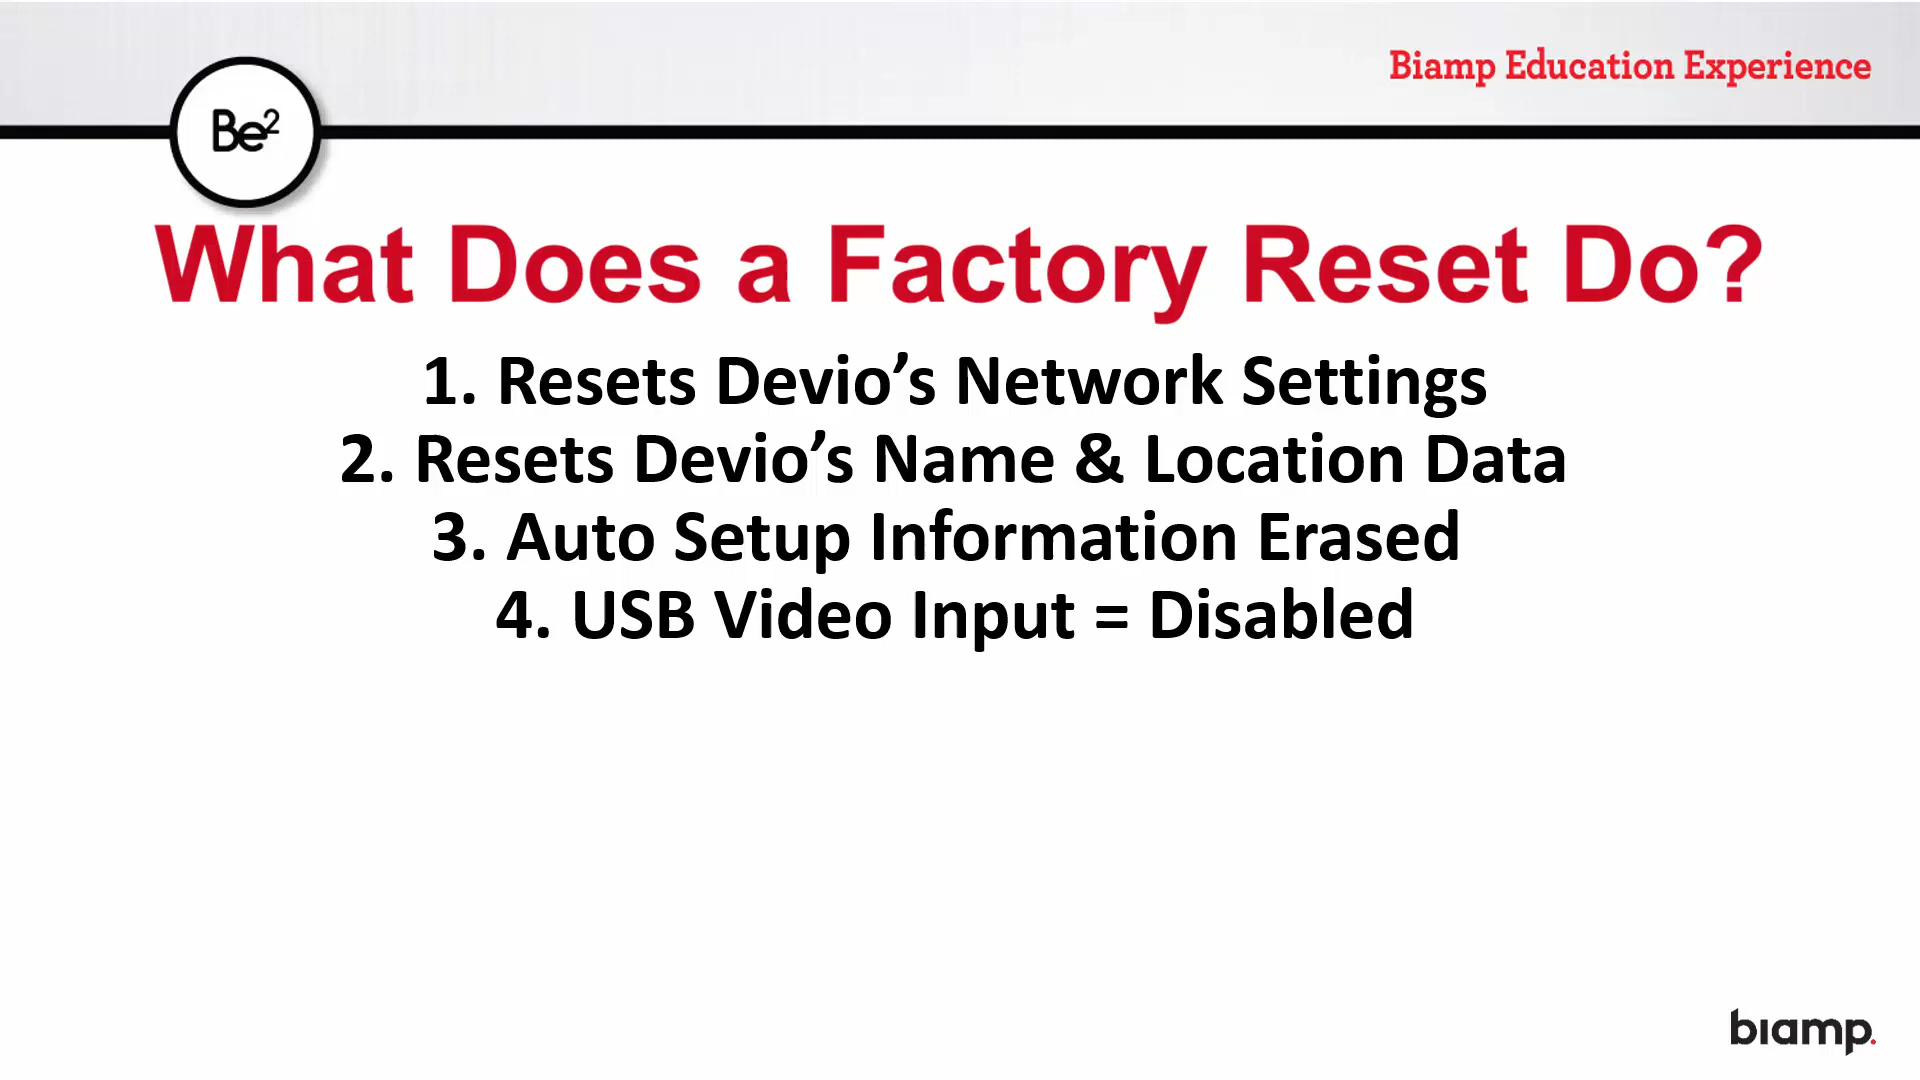 Biamp Education Experience
Be²
What Does a Factory Reset Do?
1. Resets Devio’s Network Settings
2. Resets Devio’s Name & Location Data
3. Auto Setup Information Erased
4. USB Video Input = Disabled
biamp.